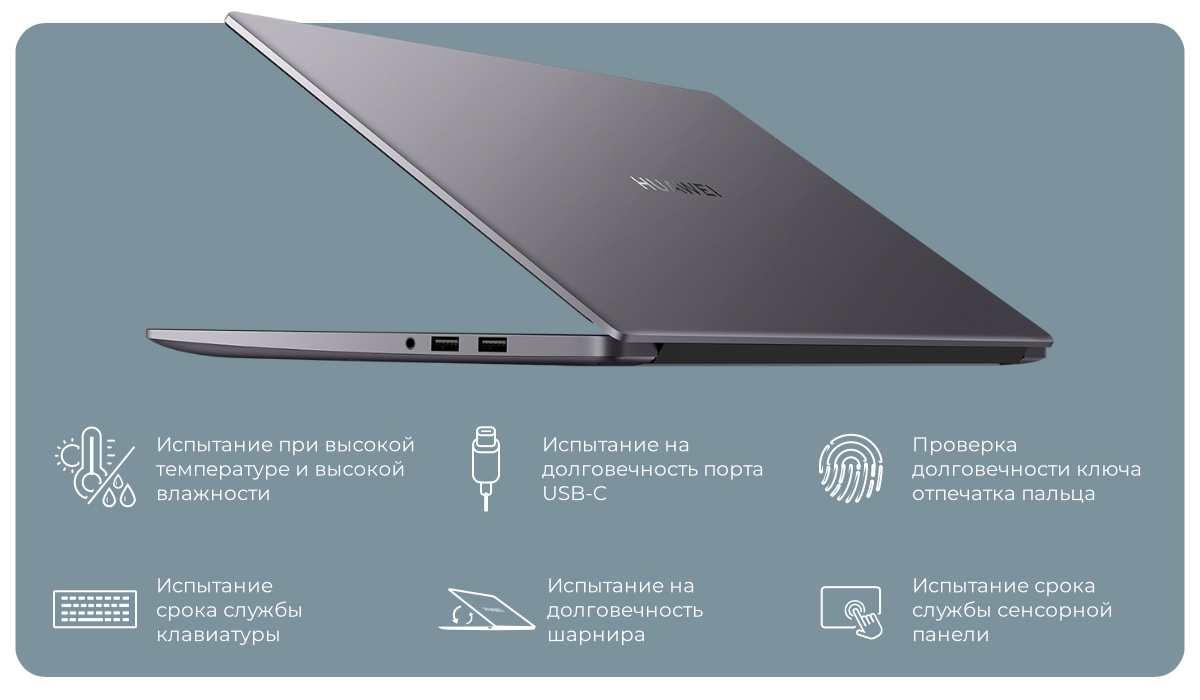 HUAWEI
Испытание при высокой
температуре и высокой
влажности
Испытание на
долговечность порта
USB-C
Проверка
долговечности ключа
отпечатка пальца
Испытание
срока службы
клавиатуры
HUAWEI
Испытание на
долговечность
шарнира
Испытание срока
службы сенсорной
панели